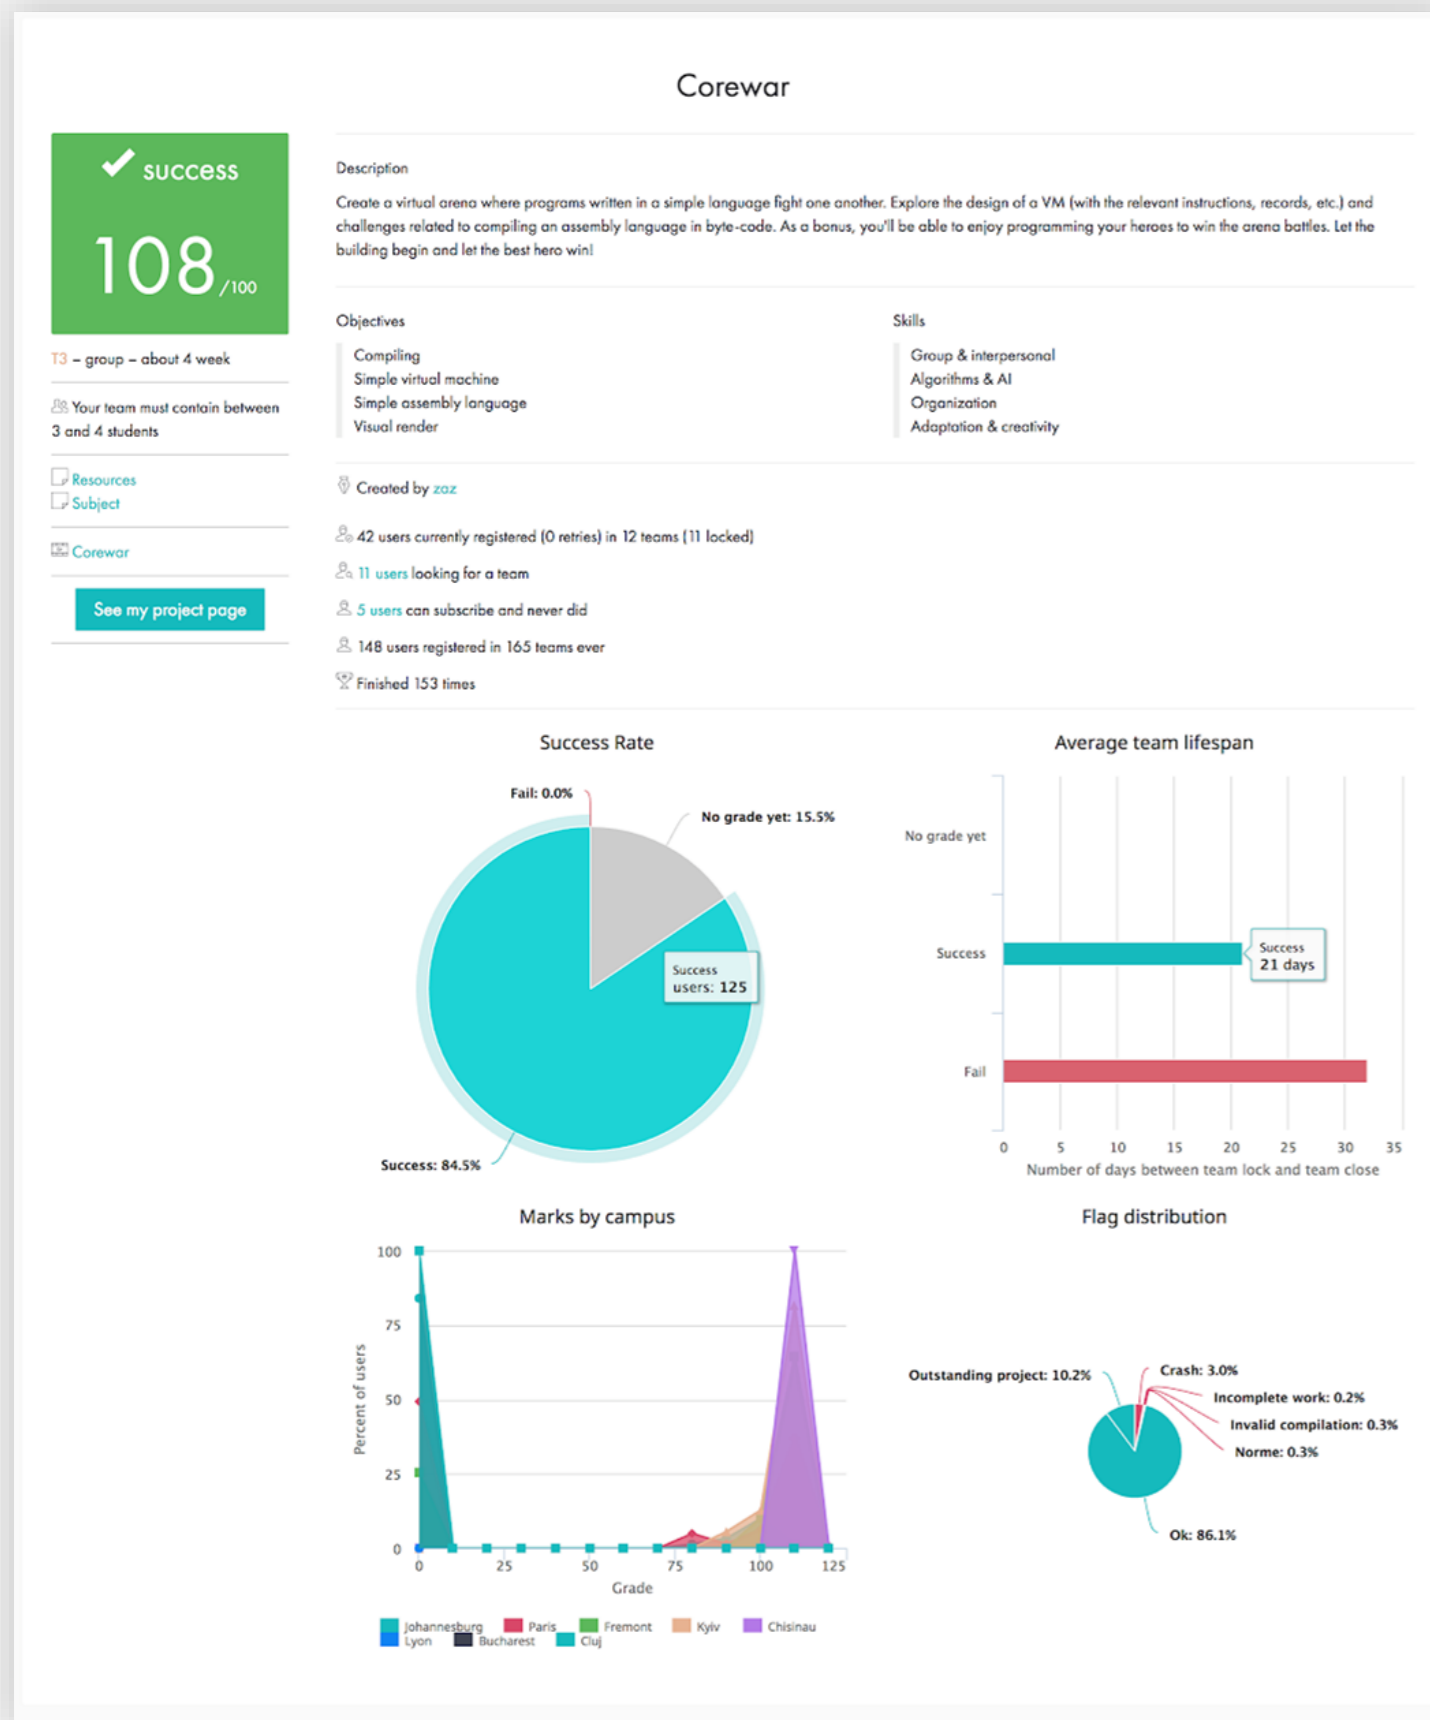 Corewar
success
108/100
T3 – group – about 4 week
Your team must contain between
3 and 4 students
Resources
Subject
Corewar
See my project page
Description
Create a virtual arena where programs written in a simple language fight one another. Explore the design of a VM (with the relevant instructions, records, etc.) and
challenges related to compiling an assembly language in byte-code. As a bonus, you'll be able to enjoy programming your heroes to win the arena battles. Let the
building begin and let the best hero win!
Objectives
Compiling
Simple virtual machine
Simple assembly language
Visual render
Skills
Group & interpersonal
Algorithms & AI
Organization
Adaptation & creativity
Created by zaz
42 users currently registered (0 retries) in 12 teams (11 locked)
11 users looking for a team
5 users can subscribe and never did
148 users registered in 165 teams ever
Finished 153 times
Success Rate
Fail: 0.0%
No grade yet: 15.5%
Success
users: 125
Success: 84.5%
Average team lifespan
No grade yet
Success
Success
21 days
Fail
0 5 10 15 20 25 30 35
Number of days between team lock and team close
Marks by campus
100
75
50
25
0
Percent of users
0 25 50 75 100 125
Grade
Johannesburg Paris Fremont Kyiv Chisinau
Lyon Bucharest Cluj
Flag distribution
Outstanding project: 10.2%
Crash: 3.0%
Incomplete work: 0.2%
Invalid compilation: 0.3%
Norme: 0.3%
Ok: 86.1%